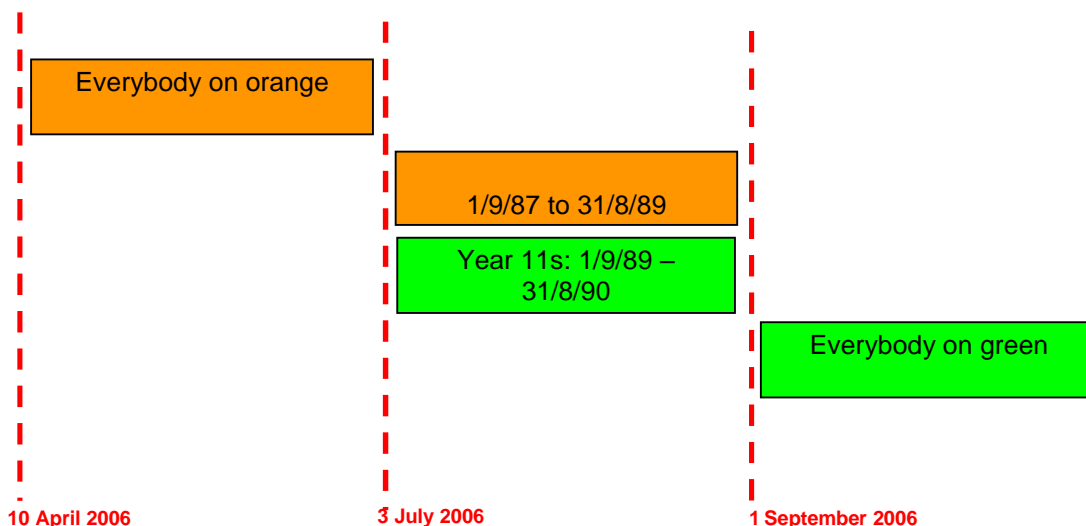 Everybody on orange
1/9/87 to 31/8/89
Year 11s: 1/9/89 –
31/8/90
Everybody on green
10 April 2006
3 July 2006
1 September 2006